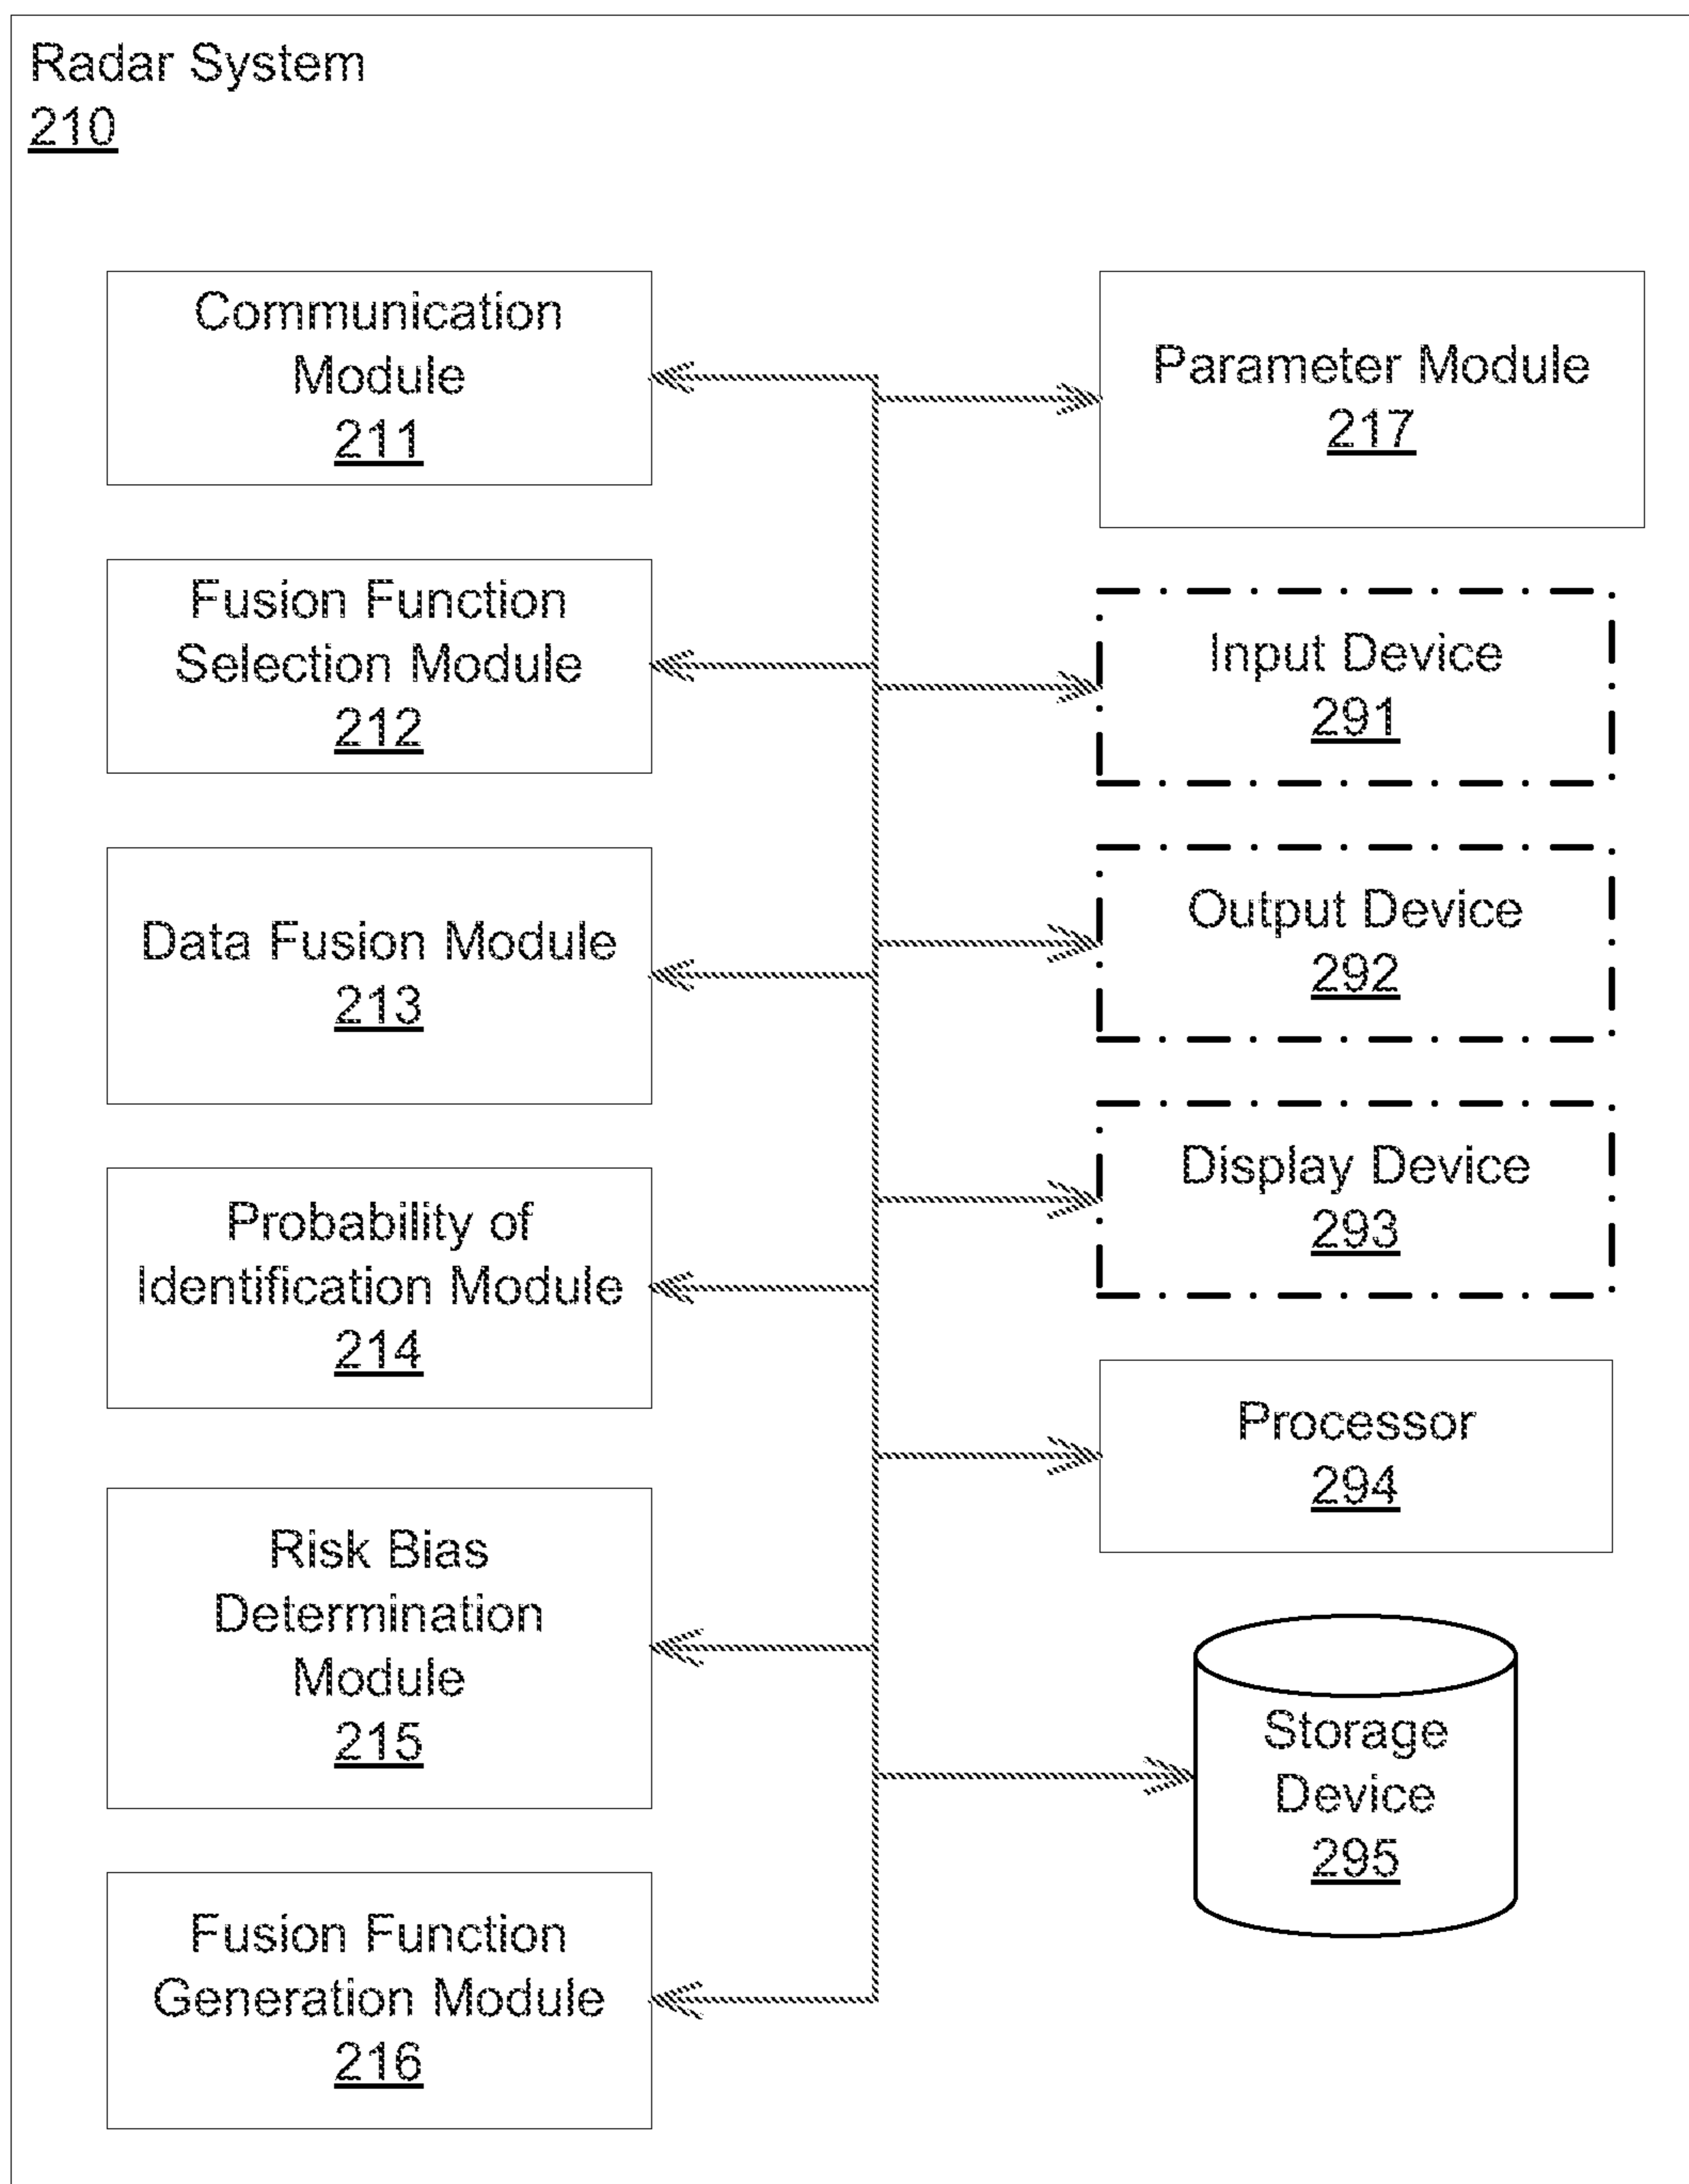 Radar System
210
Communication
Module
211
Fusion Function
Selection Module
212
Data Fusion Module
213
Probability of
Identification Module
214
Risk Bias
Determination
Module
215
Fusion Function
Generation Module
216
Parameter Module
217
Input Device
291
Output Device
292
Display Device
293
Processor
294
Storage
Device
295